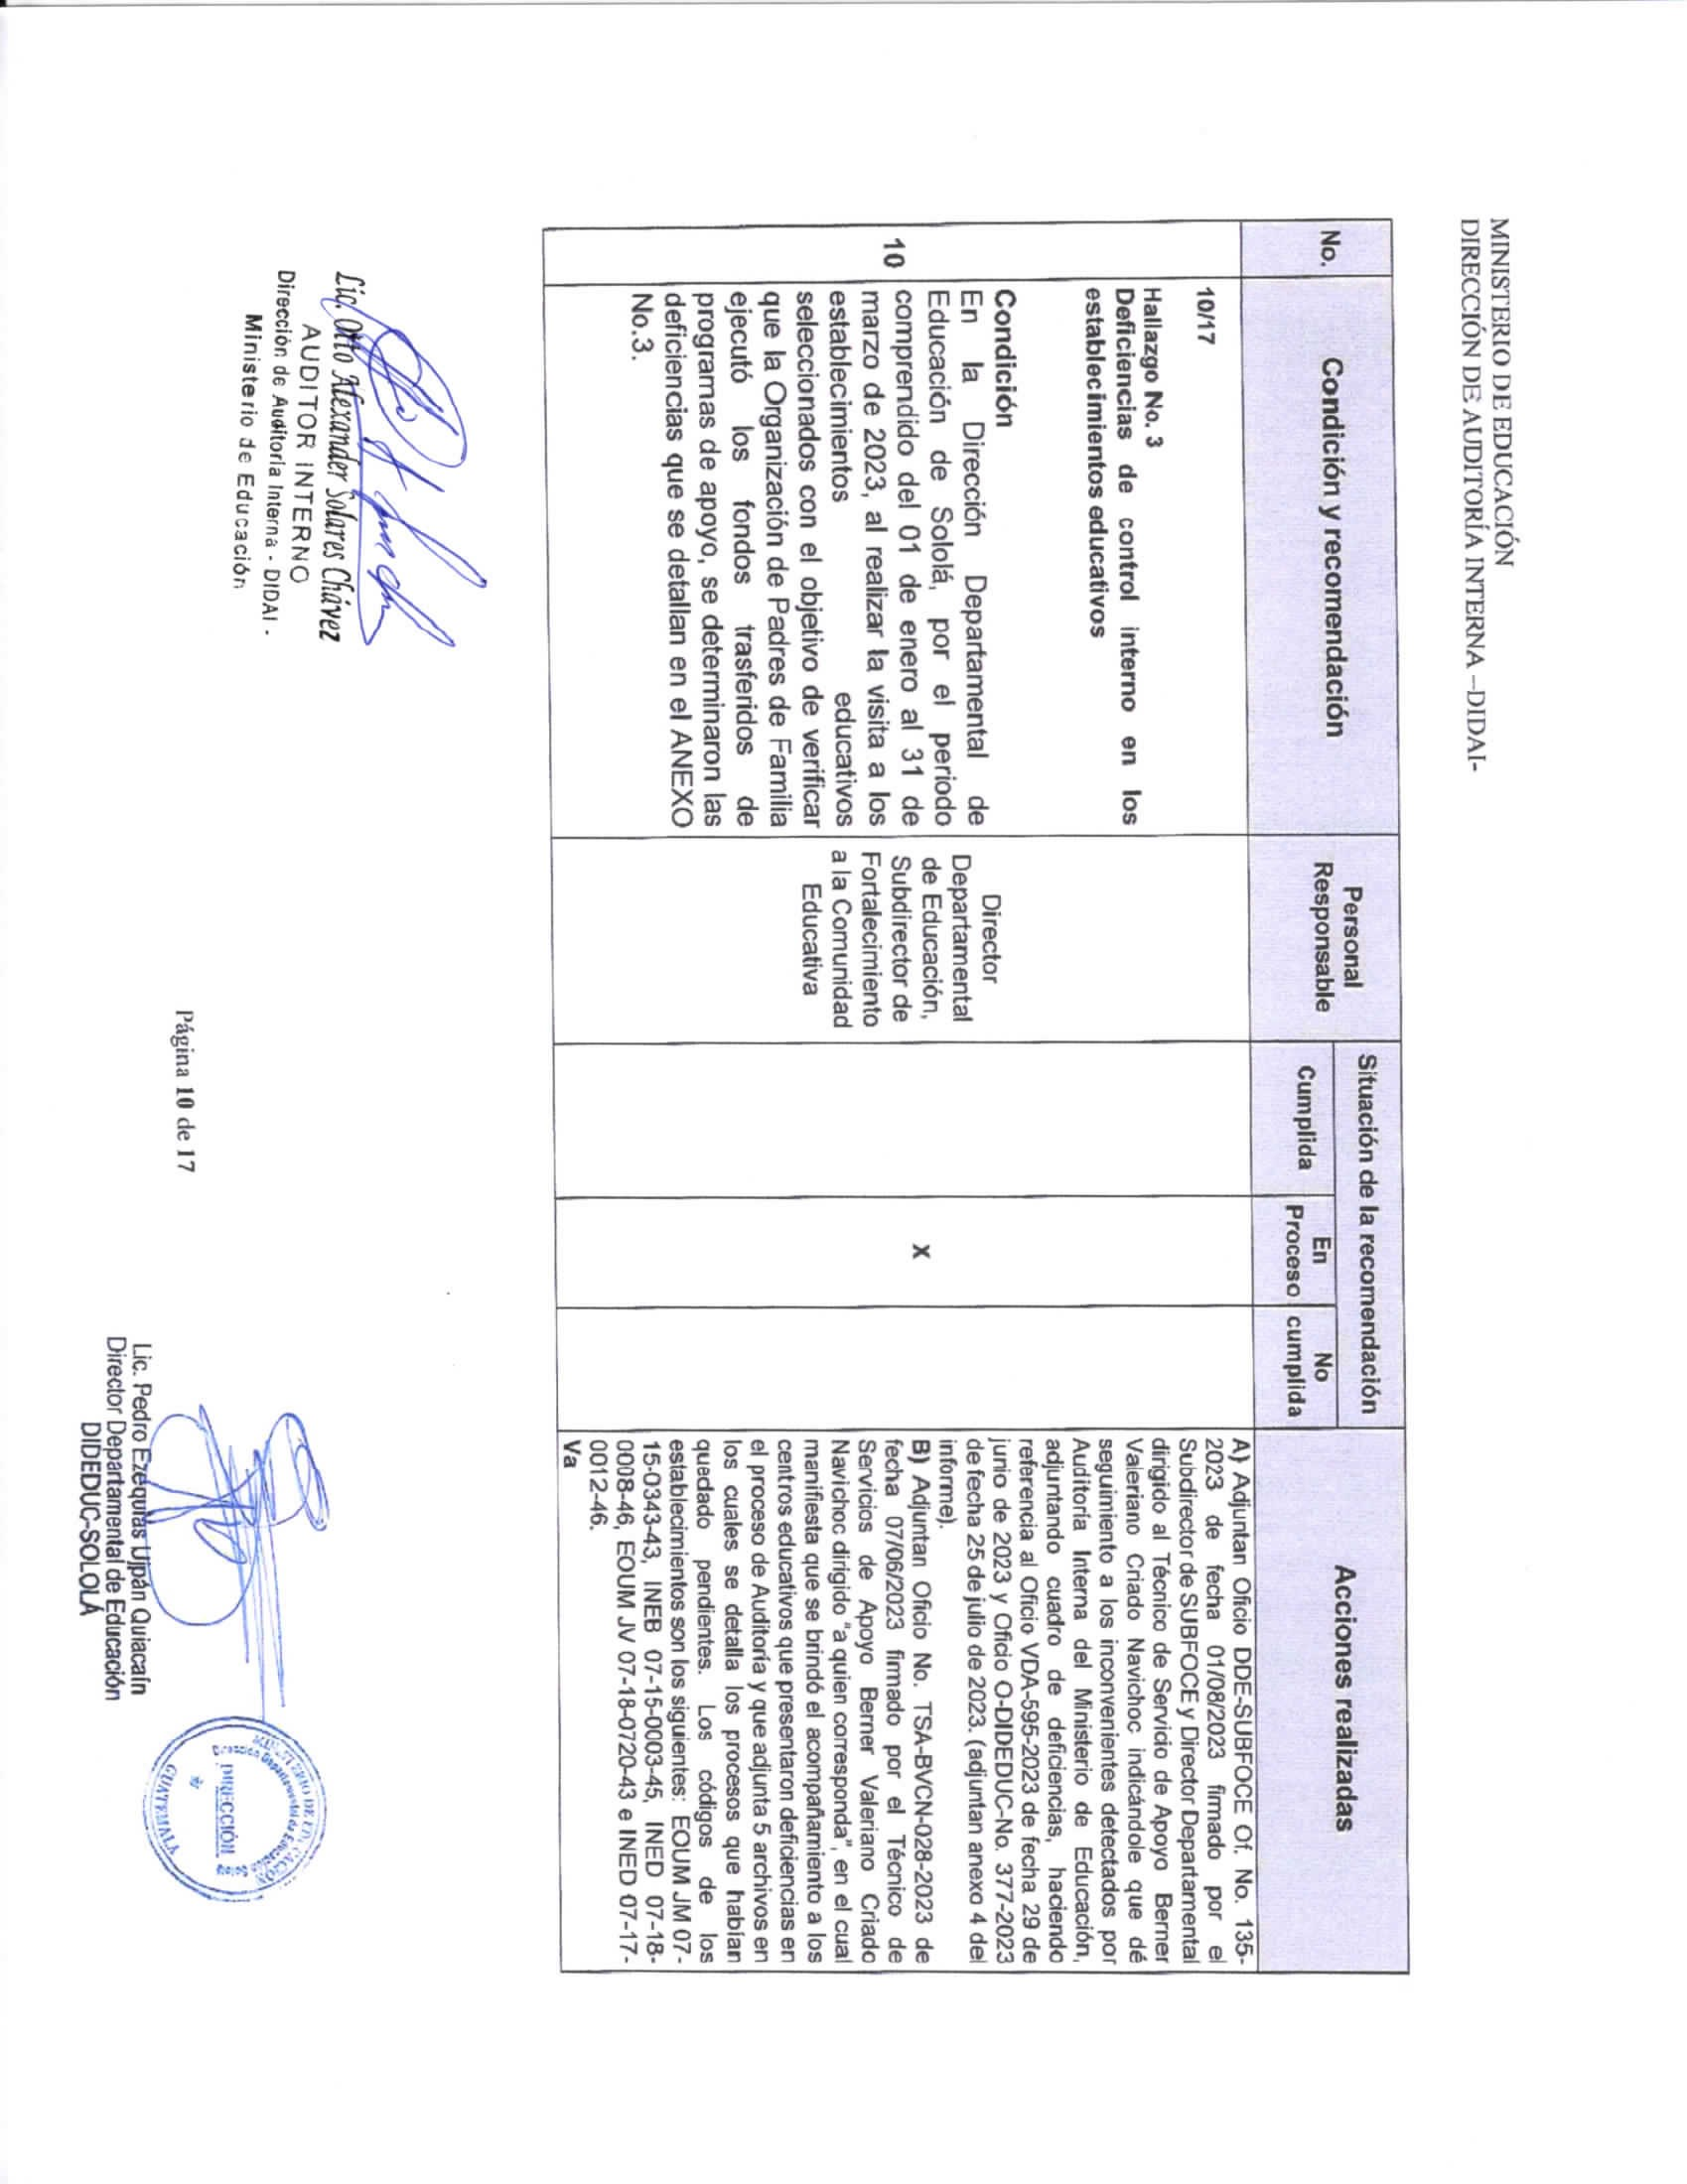 MINISTERIO DE EDUCACIÓN
DIRECCIÓN DE AUDITORÍA INTERNA –DIDAI-
No.
Condición y recomendación
Personal
Responsable
Situación de la recomendación
Cumplida
En
Proceso
No
cumplida
Acciones realizadas
10
10/17
Hallazgo No. 3
Deficiencias de control interno en los
establecimientos educativos
Condición
En la Dirección Departamental de
Educación de Sololá, por el periodo
comprendido del 01 de enero al 31 de
marzo de 2023, al realizar la visita a los
establecimientos educativos
seleccionados con el objetivo de verificar
que la Organización de Padres de Familia
ejecutó los fondos trasferidos de
programas de apoyo, se determinaron las
deficiencias que se detallan en el ANEXO
No.3.
Director
Departamental
de Educación,
Subdirector de
Fortalecimiento
a la Comunidad
Educativa
X
A) Adjuntan Oficio DDE-SUBFOCE Of. No. 135-
2023 de fecha 01/08/2023 firmado por el
Subdirector de SUBFOCE y Director Departamental
dirigido al Técnico de Servicio de Apoyo Berner
Valeriano Criado Navichoc indicándole que dé
seguimiento a los inconvenientes detectados por
Auditoría Interna del Ministerio de Educación,
adjuntando cuadro de deficiencias, haciendo
referencia al Oficio VDA-595-2023 de fecha 29 de
junio de 2023 y Oficio O-DIDEDUC-No. 377-2023
de fecha 25 de julio de 2023. (adjuntan anexo 4 del
informe).
B) Adjuntan Oficio No. TSA-BVCN-028-2023 de
fecha 07/06/2023 firmado por el Técnico de
Servicios de Apoyo Berner Valeriano Criado
Navichoc dirigido "a quien corresponda", en el cual
manifiesta que se brindó el acompañamiento a los
centros educativos que presentaron deficiencias en
el proceso de Auditoría y que adjunta 5 archivos en
los cuales se detalla los procesos que habían
quedado pendientes. Los códigos de los
establecimientos son los siguientes: EOUM JM 07-
15-0343-43, INEB 07-15-0003-45, INED 07-18-
0008-46, EOUM JV 07-18-0720-43 e INED 07-17-
0012-46.
Va
Lic. Otto Alexander Solares Chávez
AUDITOR INTERNO
Dirección de Auditoría Interna - DIDAI -
Ministerio de Educación
Página 10 de 17
Lic. Pedro Ezequías Ujpán Quiacaín
Director Departamental de Educación
DIDEDUC-SOLOLÁ
MINISTERIO DE EDUCACIÓN
Dirección Departamental de Educación
DIRECCIÓN
GUATEMALA